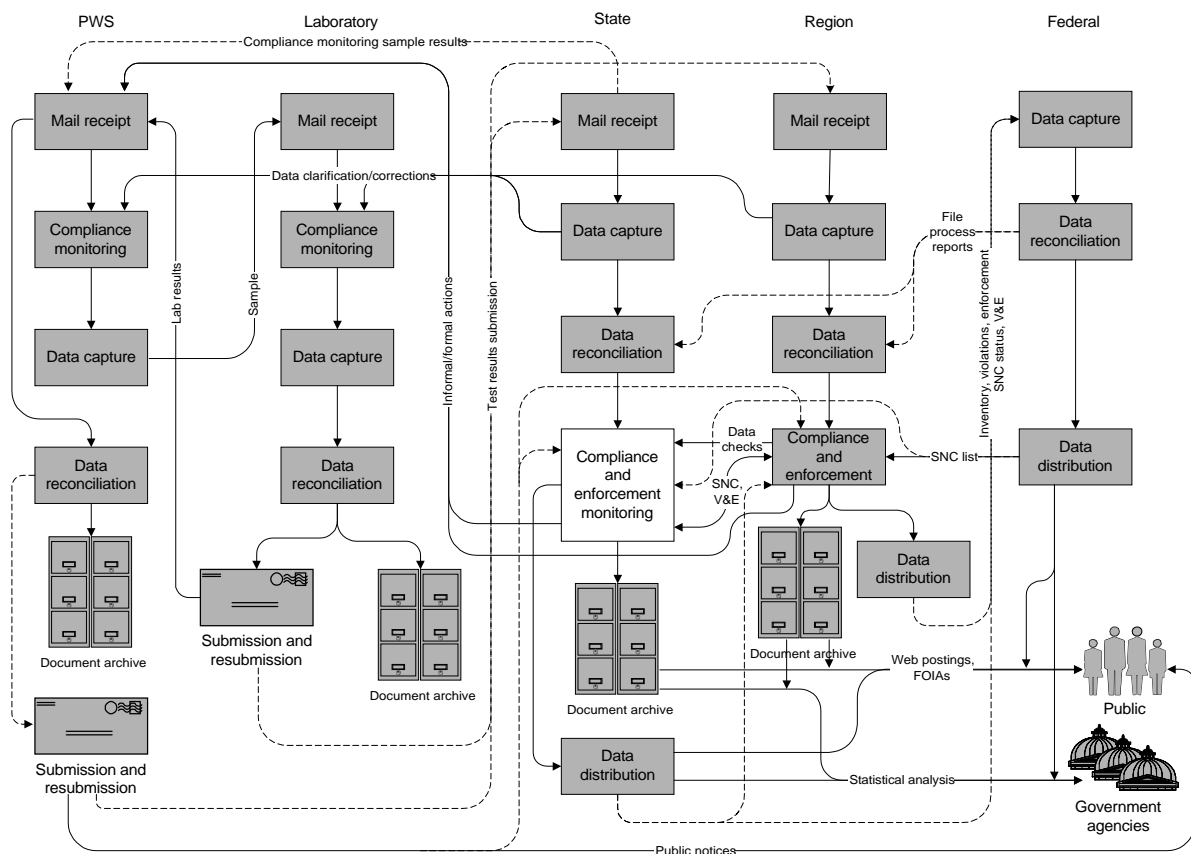 PWS
Laboratory
State
Region
Federal
Compliance monitoring sample results
Mail receipt
Mail receipt
Mail receipt
Mail receipt
Data capture
Data clarification/corrections
Compliance
monitoring
Compliance
monitoring
Data capture
Data capture
File
process
reports
Data
reconciliation
Lab results
Sample
Informal/formal actions
Test results submission
Inventory, violations, enforcement
SNC status, V&E
Data capture
Data capture
Data
reconciliation
Data
reconciliation
Data
reconciliation
Data
reconciliation
Compliance
and
enforcement
monitoring
Data
checks
SNC,
V&E
Compliance
and
enforcement
SNC list
Data
distribution
Data
distribution
Document archive
Submission and
resubmission
Document archive
Document archive
Document archive
Web postings,
FOIAs
Public
Submission and
resubmission
Data
distribution
Statistical analysis
Government
agencies
Public notices